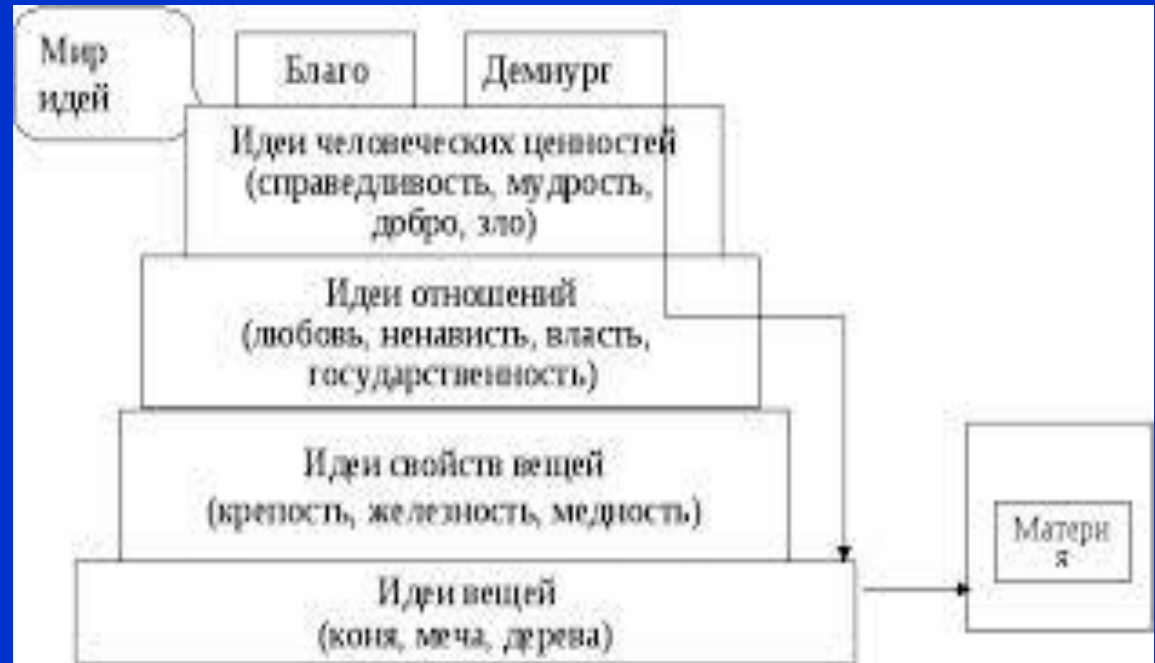 Мир
идей
Благо
Демиург
Идеи человеческих ценностей
(справедливость, мудрость,
добро, зло)
Идеи отношений
(любовь, ненависть, власть,
государственность)
Идеи свойств вещей
(крепость, железность, медность)
Идеи вещей
(коня, меча, дерева)
Матери
я